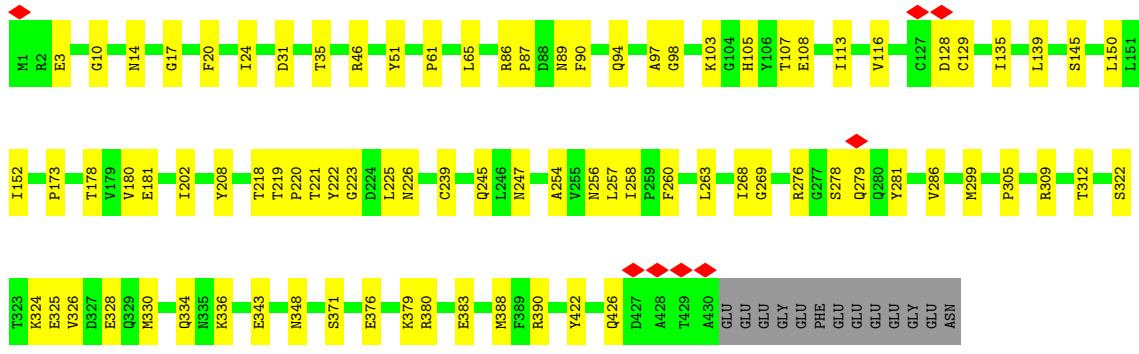 M1 R2 E3 G10 N14 G17 F20 I24 D31 T35 R46 Y51 P61 L65 R86 P87 D88 N89 F90 Q94 A97 G98 K103 G104 H105 Y106 T107 E108 I113 V116 C127 D128 C129 I135 L139 S145 L150 L151
I152 P173 T178 V179 V180 E181 I202 Y208 T218 T219 P220 T221 Y222 G223 D224 L225 N226 C239 Q245 L246 N247 A254 V255 N256 L257 I258 P259 F260 L263 I268 G269 R276 G277 S278 Q279 Q280 Y281 V286 M299 P305 R309 T312 S322
T323 K324 E325 V326 D327 E328 Q329 M330 Q334 N335 K336 E343 N348 S371 E376 K379 R380 E383 M388 F389 R390 Y422 Q426 D427 A428 T429 A430 GLU GLU GLU GLY GLU PHE GLU GLU GLU GLU GLY GLU ASN